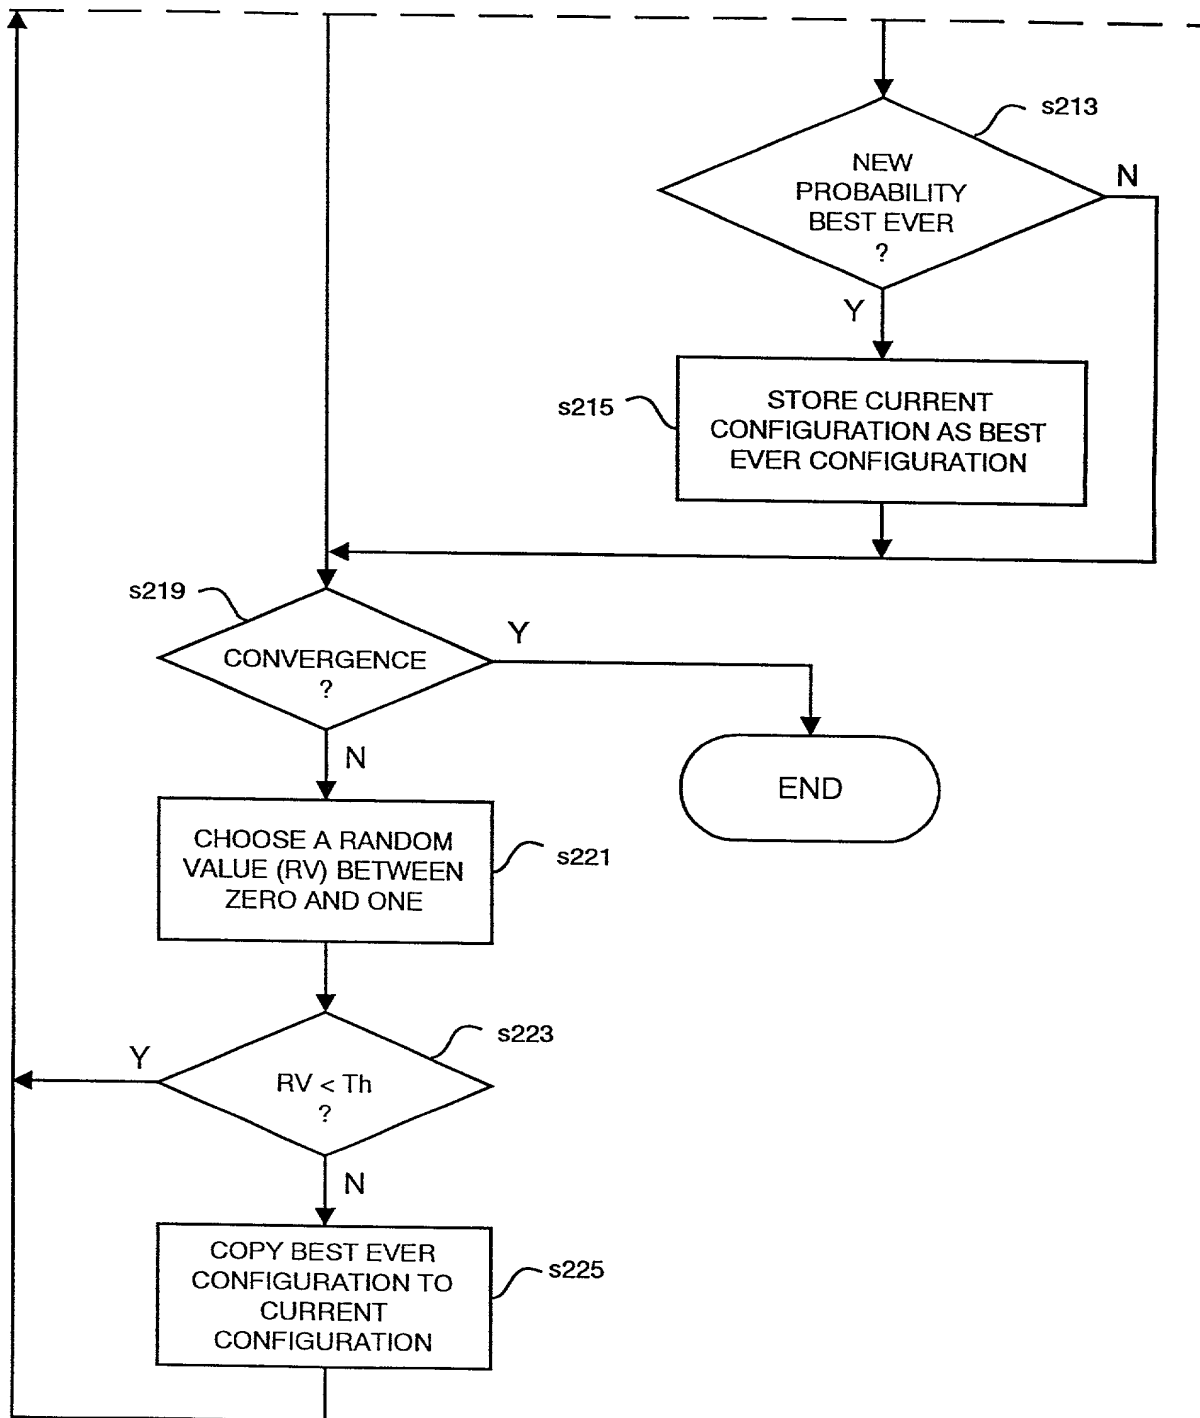 s213
NEW
PROBABILITY
BEST EVER
?
N
Y
s215
STORE CURRENT
CONFIGURATION AS BEST
EVER CONFIGURATION
s219
CONVERGENCE
?
Y
N
END
CHOOSE A RANDOM
VALUE (RV) BETWEEN
ZERO AND ONE
s221
s223
Y
RV < Th
?
N
COPY BEST EVER
CONFIGURATION TO
CURRENT
CONFIGURATION
s225